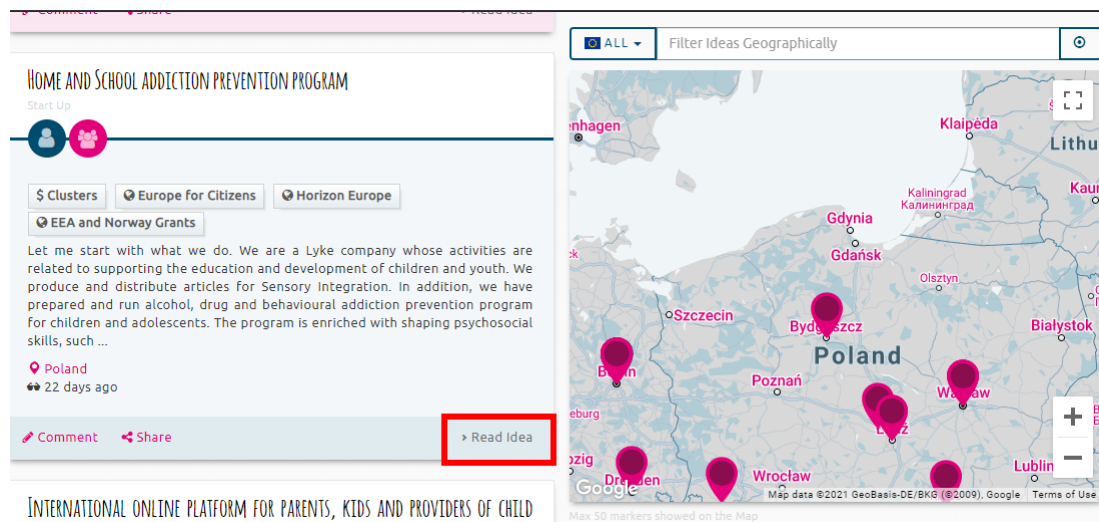 Comment Share > Read Idea
Home and School addiction prevention program
Start Up
$ Clusters Europe for Citizens Horizon Europe
EEA and Norway Grants
Let me start with what we do. We are a Lyke company whose activities are
related to supporting the education and development of children and youth. We
produce and distribute articles for Sensory Integration. In addition, we have
prepared and run alcohol, drug and behavioural addiction prevention program
for children and adolescents. The program is enriched with shaping psychosocial
skills, such ...
Poland
22 days ago
Comment Share > Read Idea
International online platform for parents, kids and providers of child
ALL Filter Ideas Geographically
nhagen
Klaipėda
Lithu
Kaliningrad
Калининград
Kaun
Gdynia
Gdańsk
Olsztyn
Szczecin
Białystok
Poland
Poznań
eburg
zig
Wrocław
Lublin
Google
Map data ©2021 GeoBasis-DE/BKG (©2009), Google Terms of Use
Max 50 markers showed on the Map